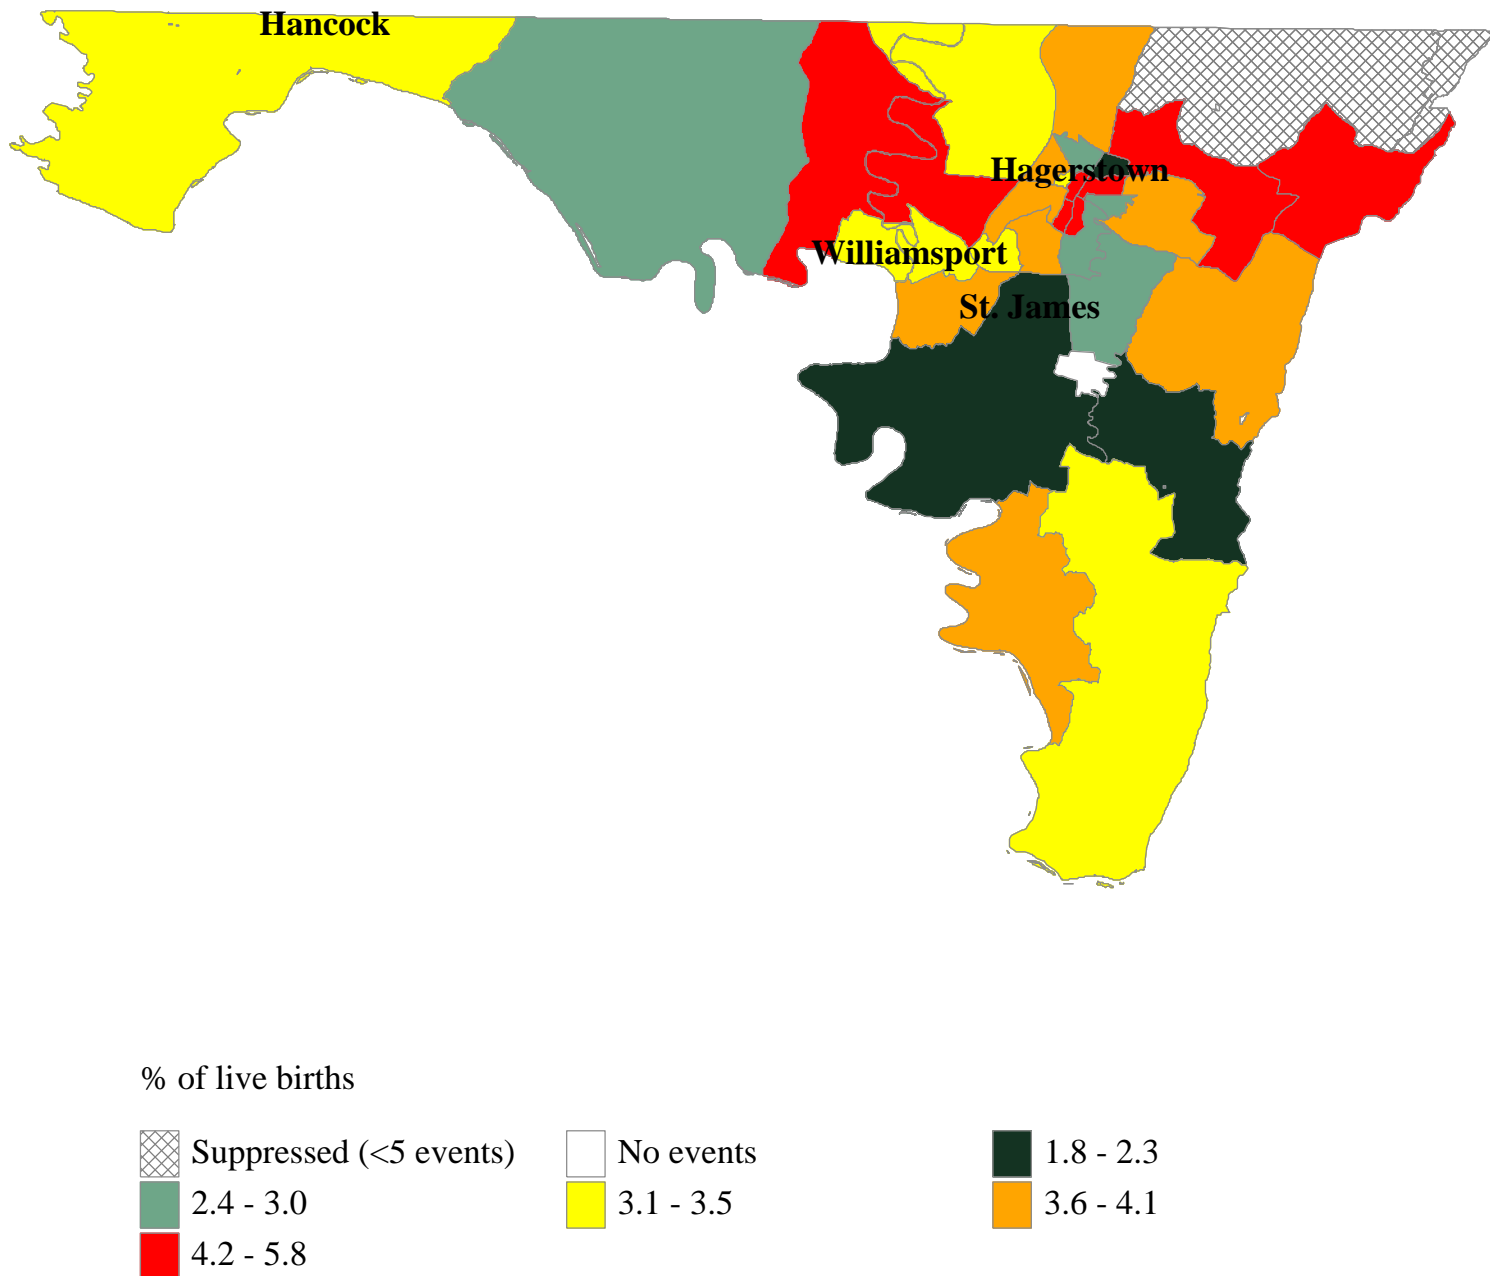 Hancock
Hagerstown
Williamsport
St. James
% of live births
Suppressed (<5 events)
No events
1.8 - 2.3
2.4 - 3.0
3.1 - 3.5
3.6 - 4.1
4.2 - 5.8